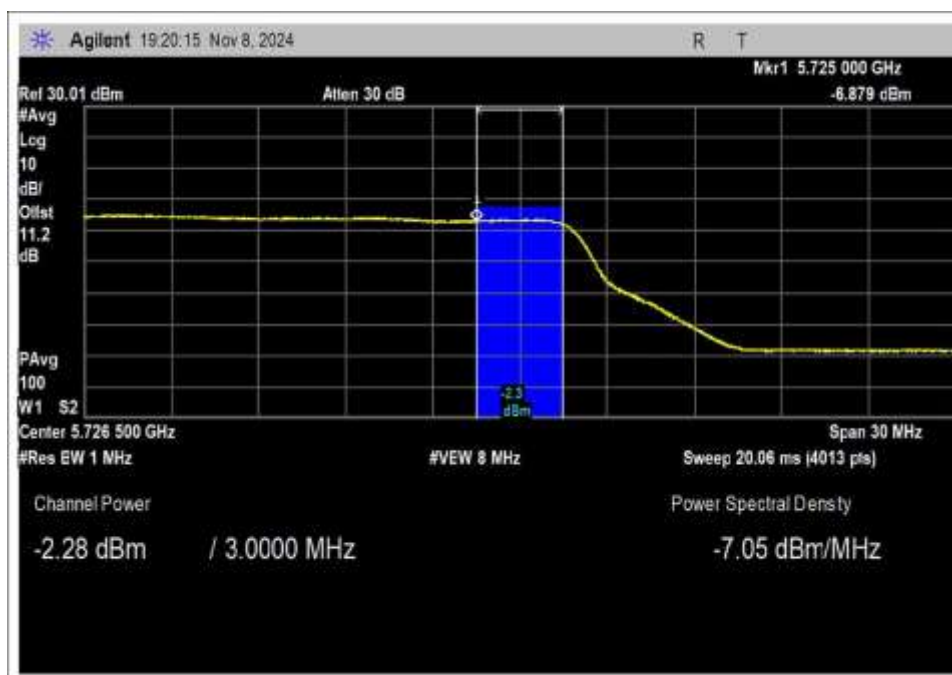 Agilent 19:20:15 Nov 8, 2024 R T
Mkr1 5.725 000 GHz
Ref 30.01 dBm Atten 30 dB -6.879 dBm
#Avg
Log
10
dB/
Offst
11.2
dB
PAvg
100
W1 S2
-2.3
dBm
Center 5.726 500 GHz Span 30 MHz
#Res BW 1 MHz #VBW 8 MHz Sweep 20.06 ms (4013 pts)
Channel Power Power Spectral Density
-2.28 dBm / 3.0000 MHz -7.05 dBm/MHz